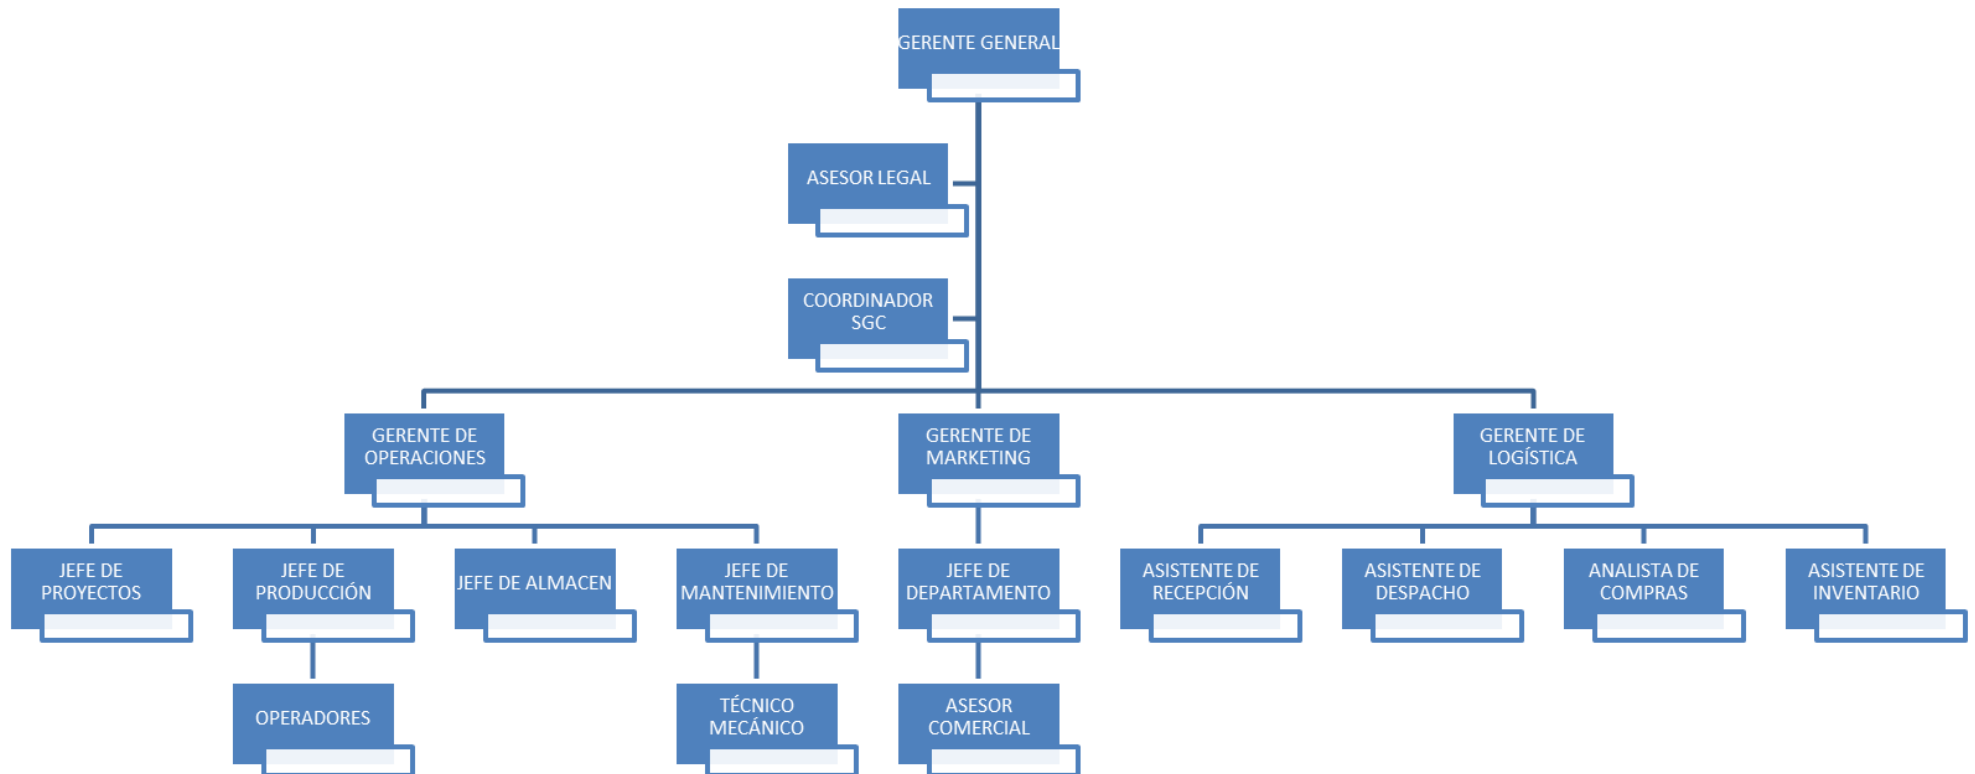 GERENTE GENERAL
ASESOR LEGAL
COORDINADOR
SGC
GERENTE DE
OPERACIONES
GERENTE DE
MARKETING
GERENTE DE
LOGÍSTICA
JEFE DE
PROYECTOS
JEFE DE
PRODUCCIÓN
JEFE DE ALMACEN
JEFE DE
MANTENIMIENTO
JEFE DE
DEPARTAMENTO
ASISTENTE DE
RECEPCIÓN
ASISTENTE DE
DESPACHO
ANALISTA DE
COMPRAS
ASISTENTE DE
INVENTARIO
OPERADORES
TÉCNICO
MECÁNICO
ASESOR
COMERCIAL